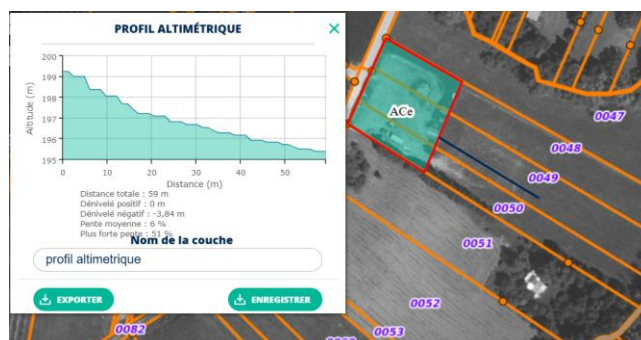 PROFIL ALTIMÉTRIQUE
200
199
198
197
196
195
Altitude (m)
0
10
20
30
40
50
Distance (m)
Distance totale : 59 m
Dénivelé positif : 0 m
Dénivelé négatif : -3,84 m
Pente moyenne : 6 %
Plus forte pente : 51 %
Nom de la couche
profil altimetrique
EXPORTER
ENREGISTRER
ACe
0047
0048
0049
0050
0051
0052
0053
0082